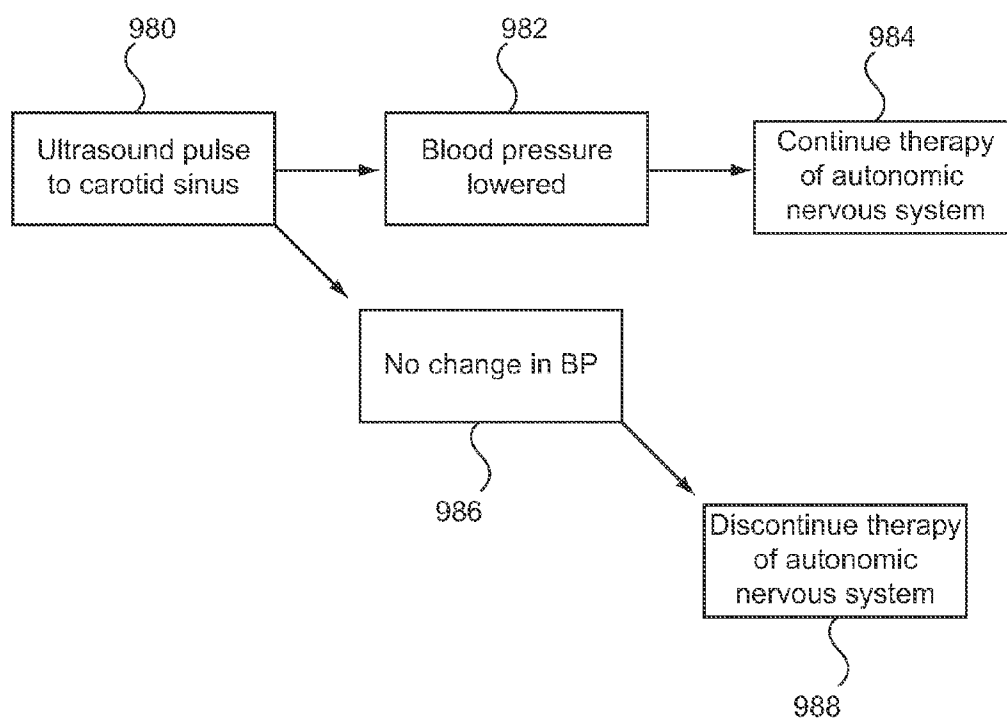 980
982
984
Ultrasound pulse
to carotid sinus
Blood pressure
lowered
Continue therapy
of autonomic
nervous system
No change in BP
986
Discontinue therapy
of autonomic
nervous system
988